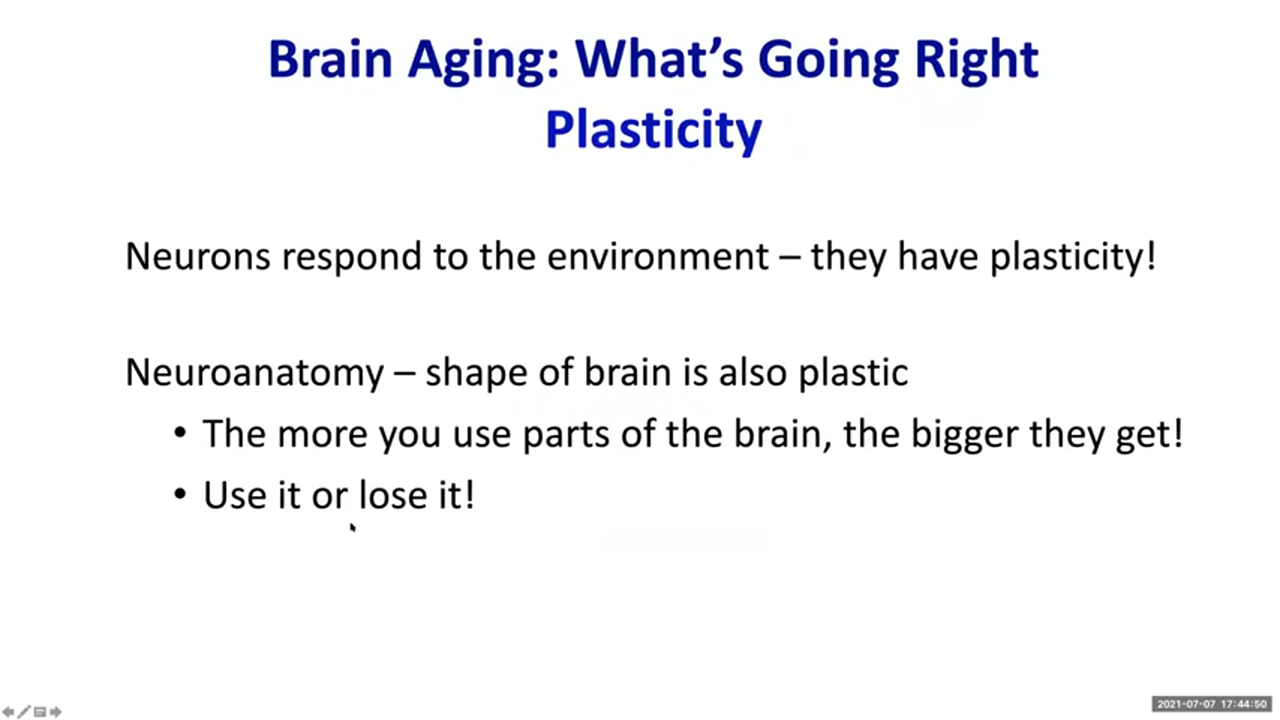 Brain Aging: What’s Going Right
Plasticity
Neurons respond to the environment – they have plasticity!
Neuroanatomy – shape of brain is also plastic
• The more you use parts of the brain, the bigger they get!
• Use it or lose it!
2021-07-07 17:44:50